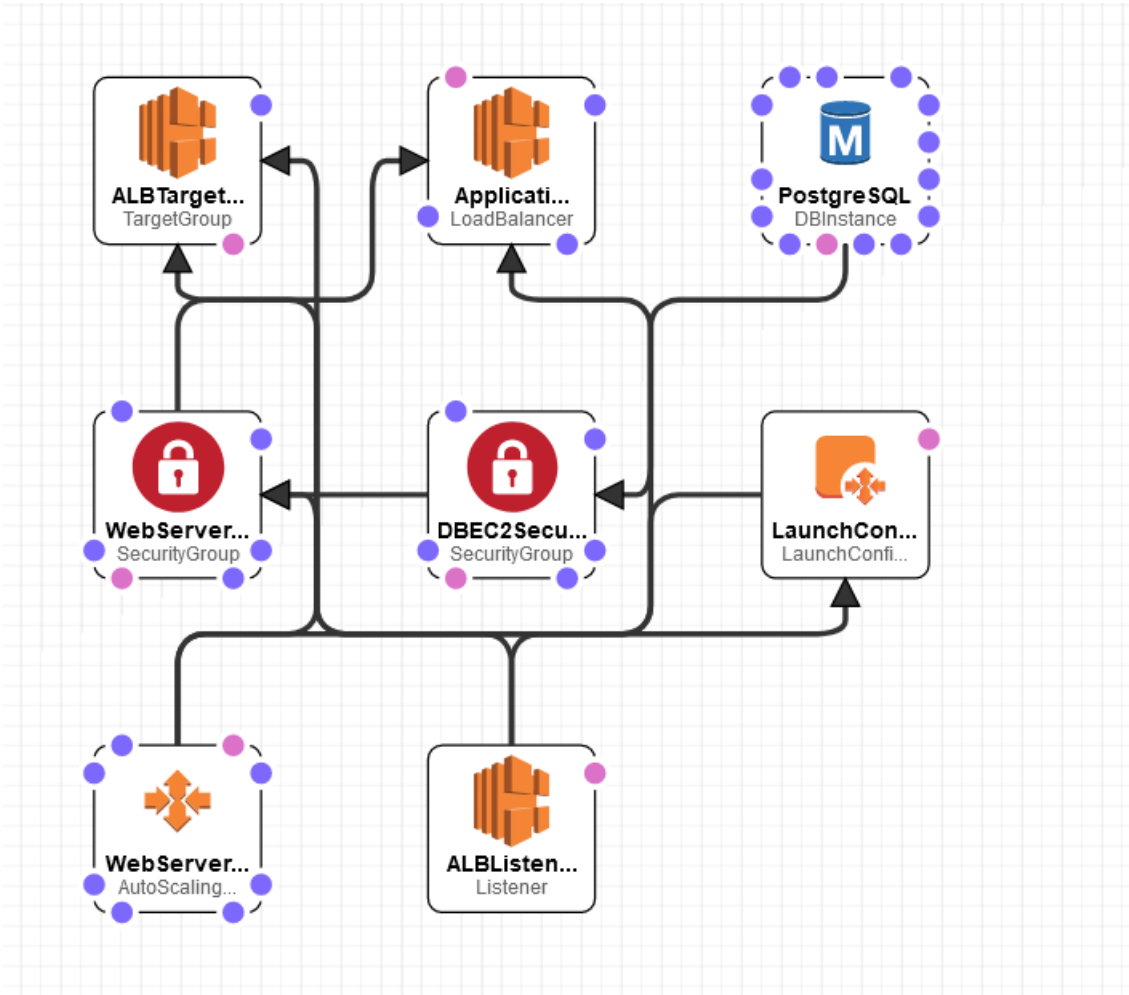 ALBTarget...
TargetGroup
Applicati...
LoadBalancer
M
PostgreSQL
DBInstance
WebServer...
SecurityGroup
DBEC2Secu...
SecurityGroup
LaunchCon...
LaunchConfi...
WebServer...
AutoScaling...
ALBListen...
Listener